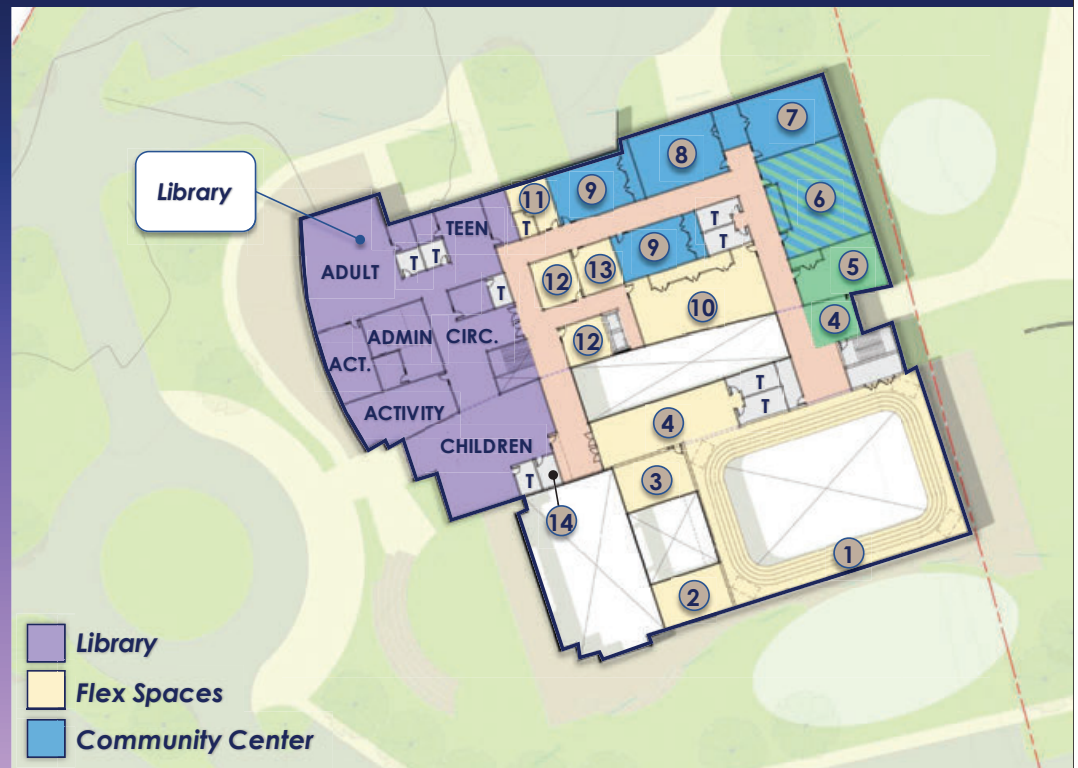 7
8
Library
9
11
6
T
TEEN
T
T
T
T
9
5
ADULT
13
12
T
10
4
ADMIN
CIRC.
12
ACT.
T
T
ACTIVITY
4
CHILDREN
T
3
14
1
2
Library
Flex Spaces
Community Center